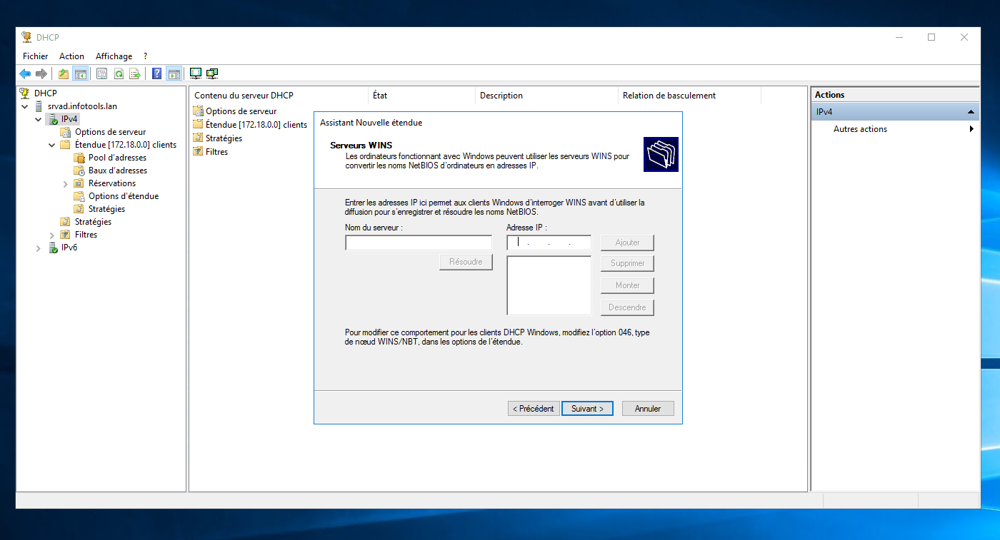 DHCP
Fichier Action Affichage ?
DHCP
srvad.infotools.lan
IPv4
Options de serveur
Étendue [172.18.0.0] clients
Pool d'adresses
Baux d'adresses
Réservations
Options d'étendue
Stratégies
Stratégies
Filtres
IPv6
Contenu du serveur DHCP État Description Relation de basculement
Options de serveur
Étendue [172.18.0.0] clients
Stratégies
Filtres
Assistant Nouvelle étendue
Serveurs WINS
Les ordinateurs fonctionnant avec Windows peuvent utiliser les serveurs WINS pour
convertir les noms NetBIOS d'ordinateurs en adresses IP.
Entrer les adresses IP ici permet aux clients Windows d'interroger WINS avant d'utiliser la
diffusion pour s'enregistrer et résoudre les noms NetBIOS.
Nom du serveur : Adresse IP :
. . . Ajouter
Résoudre Supprimer
Monter
Descendre
Pour modifier ce comportement pour les clients DHCP Windows, modifiez l'option 046, type
de nœud WINS/NBT, dans les options de l'étendue.
< Précédent Suivant > Annuler
Actions
IPv4
Autres actions